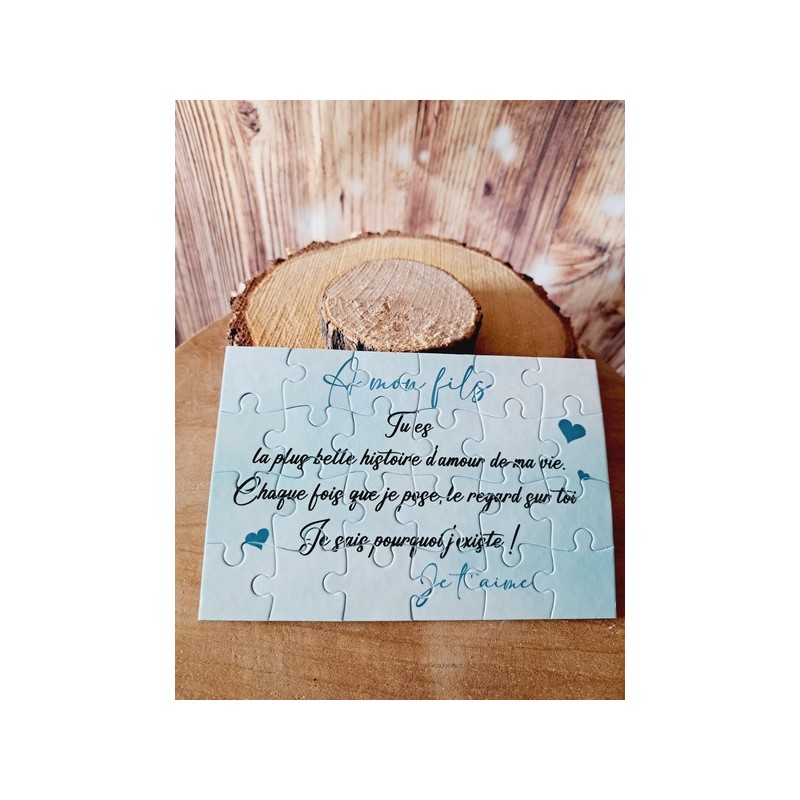 A mon fils
Tu es
la plus belle histoire d'amour de ma vie.
Chaque fois que je pose, le regard sur toi
Je sais pourquoi j'existe !
Je t'aime